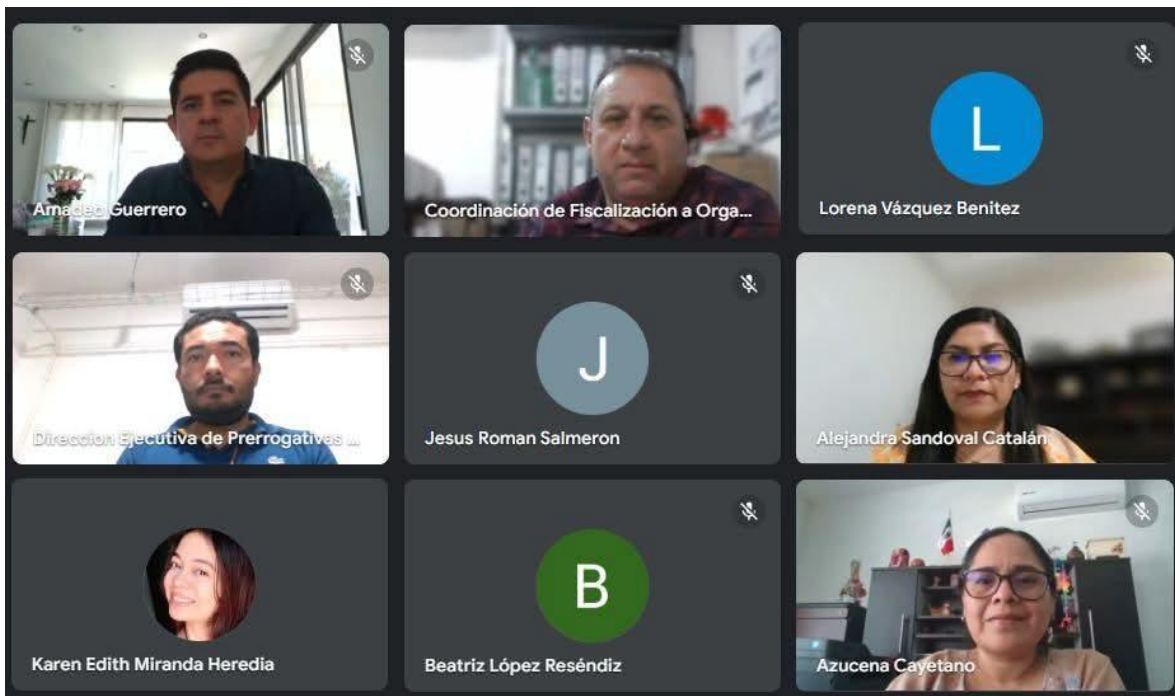 Amadeo Guerrero
Coordinación de Fiscalización a Orga...
L
Lorena Vázquez Benitez
Direccion Ejecutiva de Prerrogativas ...
J
Jesus Roman Salmeron
Alejandra Sandoval Catalán
Karen Edith Miranda Heredia
B
Beatriz López Reséndiz
Azucena Cayetano